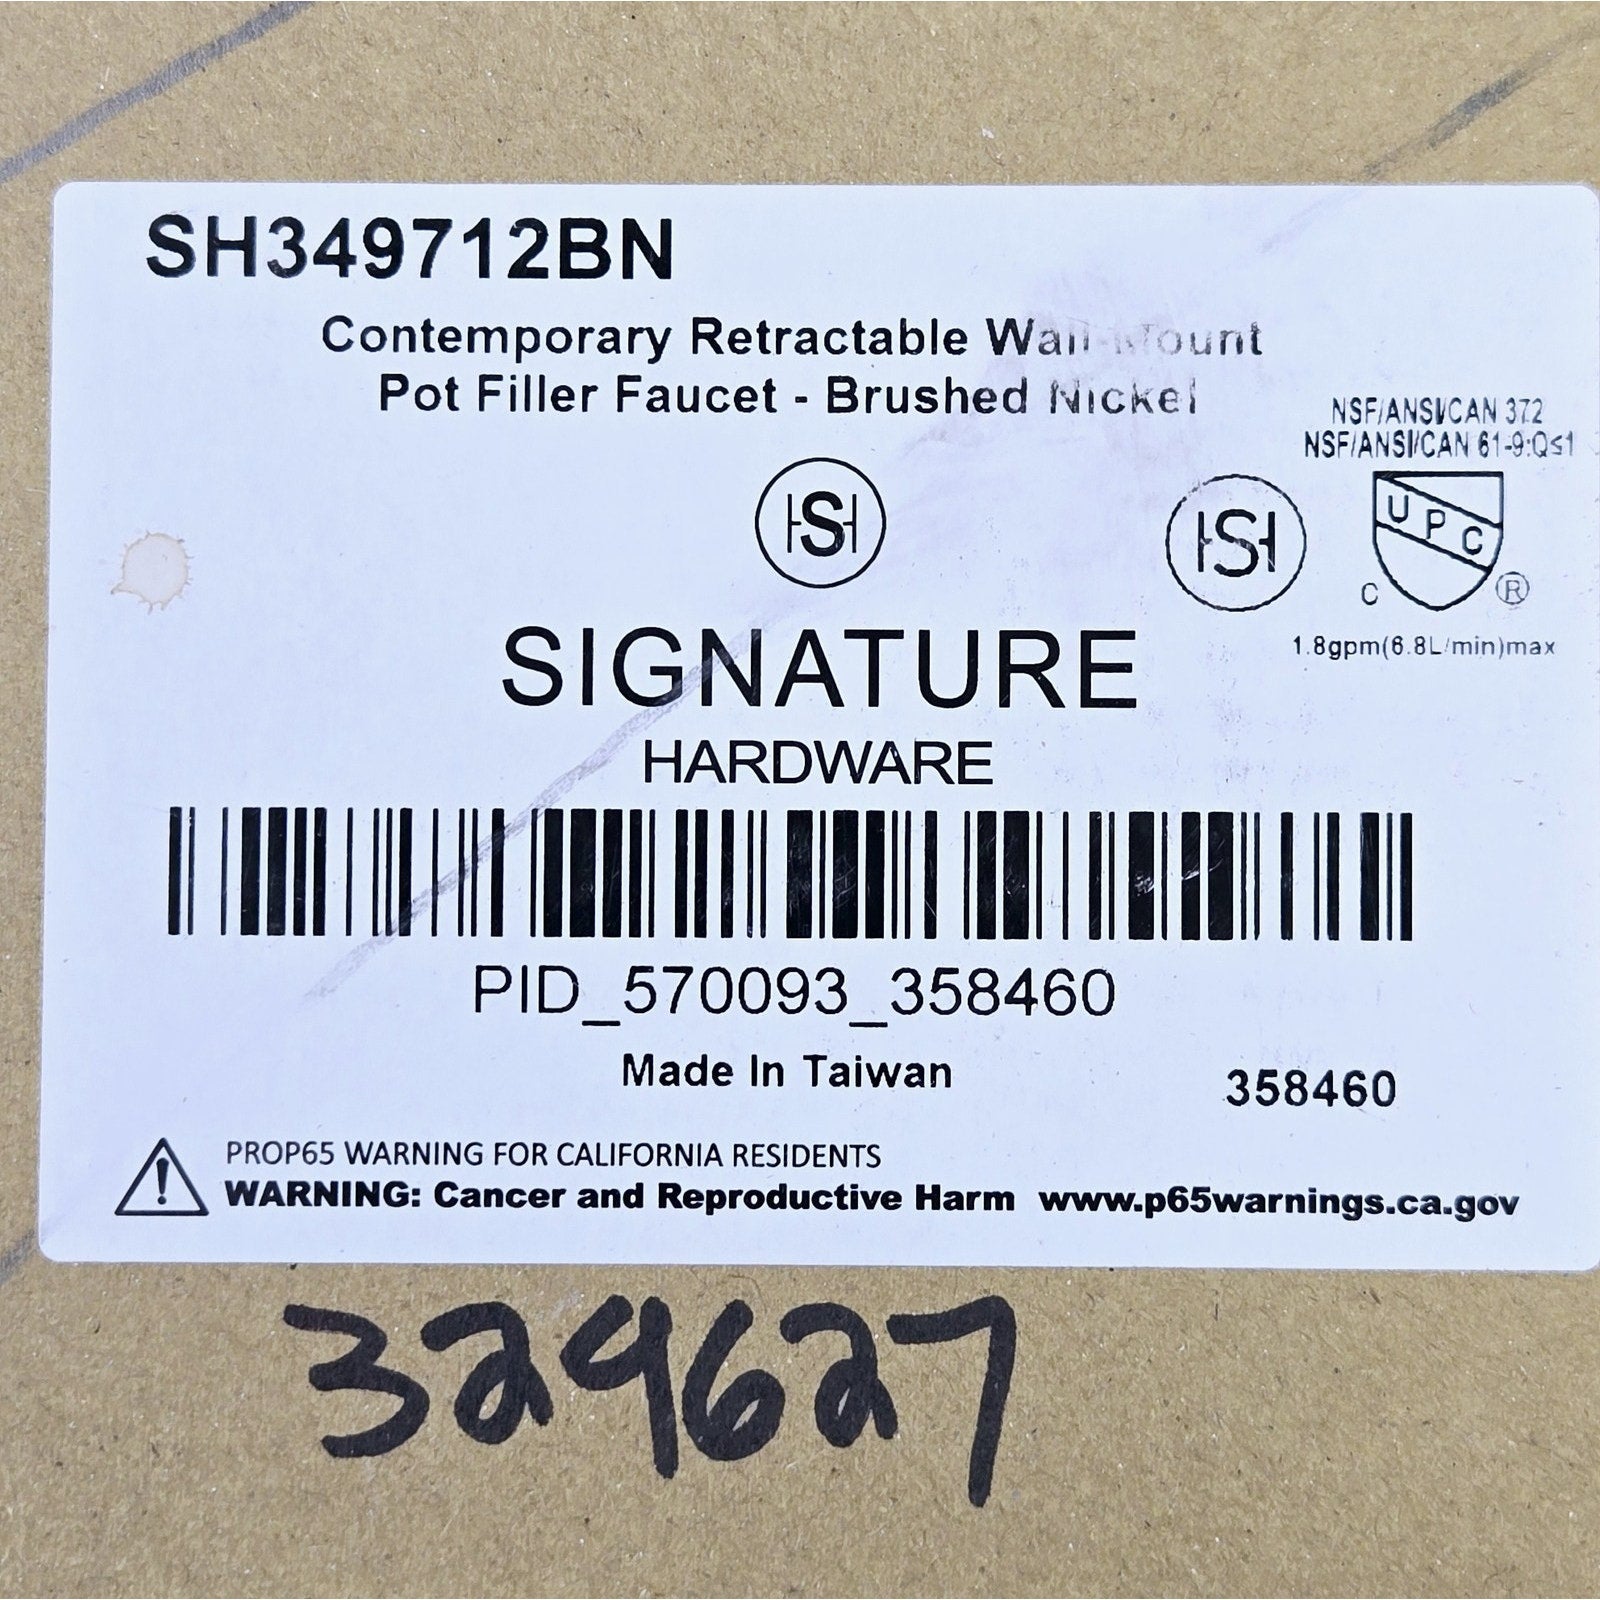 SH349712BN
Contemporary Retractable Wall-Mount
Pot Filler Faucet - Brushed Nickel
NSF/ANSI/CAN 372
NSF/ANSI/CAN 61-9:Q≤1
HS
HS
UPC
C ®
1.8gpm(6.8L/min)max
SIGNATURE
HARDWARE
PID_570093_358460
Made In Taiwan
358460
PROP65 WARNING FOR CALIFORNIA RESIDENTS
WARNING: Cancer and Reproductive Harm www.p65warnings.ca.gov
329627